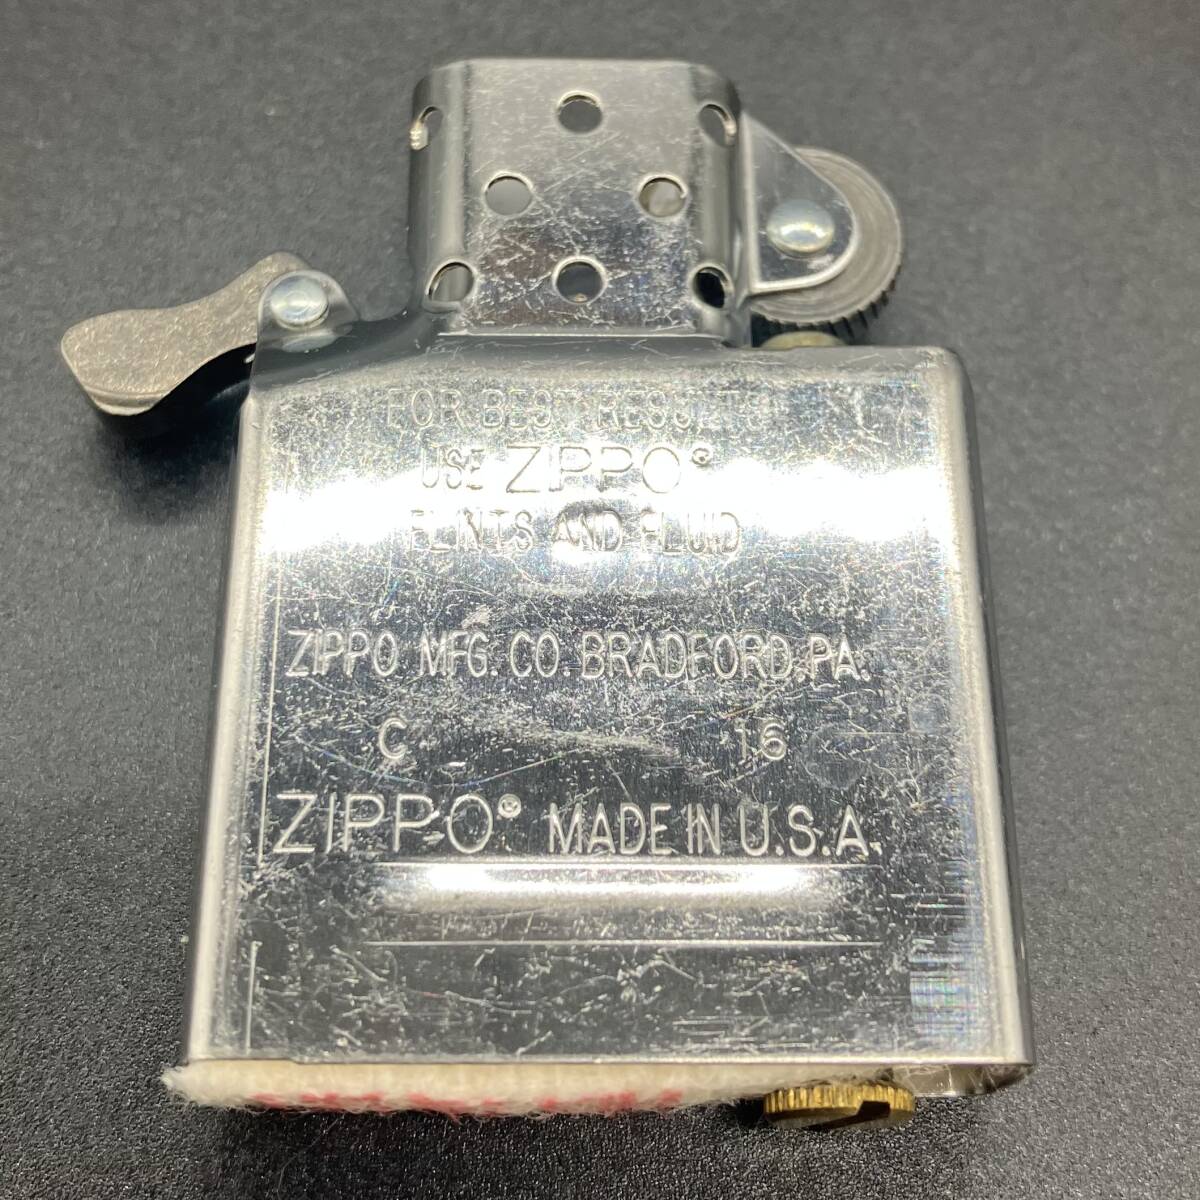 FOR BEST RESULTS
USE ZIPPO®
FLINTS AND FLUID
ZIPPO MFG. CO. BRADFORD, PA.
C 16
ZIPPO® MADE IN U.S.A.